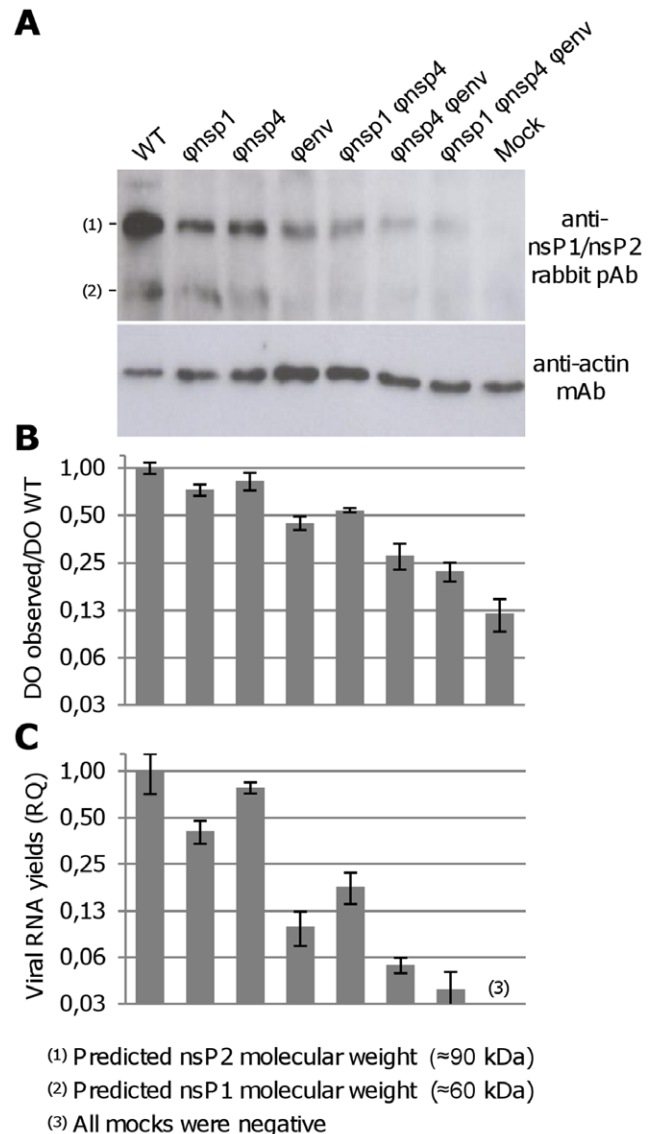 A
WT
φnsp1
φnsp4
φenv
φnsp1 φnsp4
φnsp4 φenv
φnsp1 φnsp4 φenv
Mock
(1) -
(2) -
anti-
nsP1/nsP2
rabbit pAb
anti-actin
mAb
B
DO observed/DO WT
1,00
0,50
0,25
0,13
0,06
0,03
C
Viral RNA yields (RQ)
1,00
0,50
0,25
0,13
0,06
0,03
(3)
(1) Predicted nsP2 molecular weight (≈90 kDa)
(2) Predicted nsP1 molecular weight (≈60 kDa)
(3) All mocks were negative